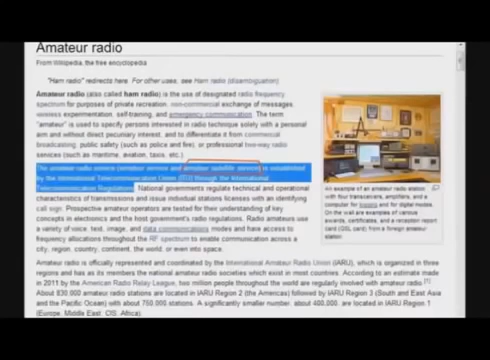 Amateur radio
From Wikipedia, the free encyclopedia
"Ham radio" redirects here. For other uses, see Ham radio (disambiguation)
Amateur radio (also called ham radio) is the use of designated radio frequency
spectrum for purposes of private recreation, non-commercial exchange of messages,
wireless experimentation, self-training, and emergency communication. The term
"amateur" is used to specify persons interested in radio technique solely with a personal
aim and without direct pecuniary interest, and to differentiate it from commercial
broadcasting, public safety (such as police and fire), or professional two-way radio
services (such as maritime, aviation, taxis, etc.)
The amateur radio service (amateur service and amateur satellite service) is established
by the International Telecommunication Union (ITU) through the International
Telecommunication Regulations. National governments regulate technical and operational
characteristics of transmissions and issue individual stations licenses with an identifying
call sign. Prospective amateur operators are tested for their understanding of key
concepts in electronics and the host government's radio regulations. Radio amateurs use
a variety of voice, text, image, and data communications modes and have access to
frequency allocations throughout the RF spectrum to enable communication across a
city, region, country, continent, the world, or even into space.
An example of an amateur radio station
with four transceivers, amplifiers, and a
computer for logging and for digital modes.
On the wall are examples of various
awards, certificates, and a reception report
card (QSL card) from a foreign amateur
station.
Amateur radio is officially represented and coordinated by the International Amateur Radio Union (IARU), which is organized in three
regions and has as its members the national amateur radio societies which exist in most countries. According to an estimate made
in 2011 by the American Radio Relay League, two million people throughout the world are regularly involved with amateur radio.[1]
About 830,000 amateur radio stations are located in IARU Region 2 (the Americas) followed by IARU Region 3 (South and East Asia
and the Pacific Ocean) with about 750,000 stations. A significantly smaller number, about 400,000, are located in IARU Region 1
(Europe, Middle East, CIS, Africa).